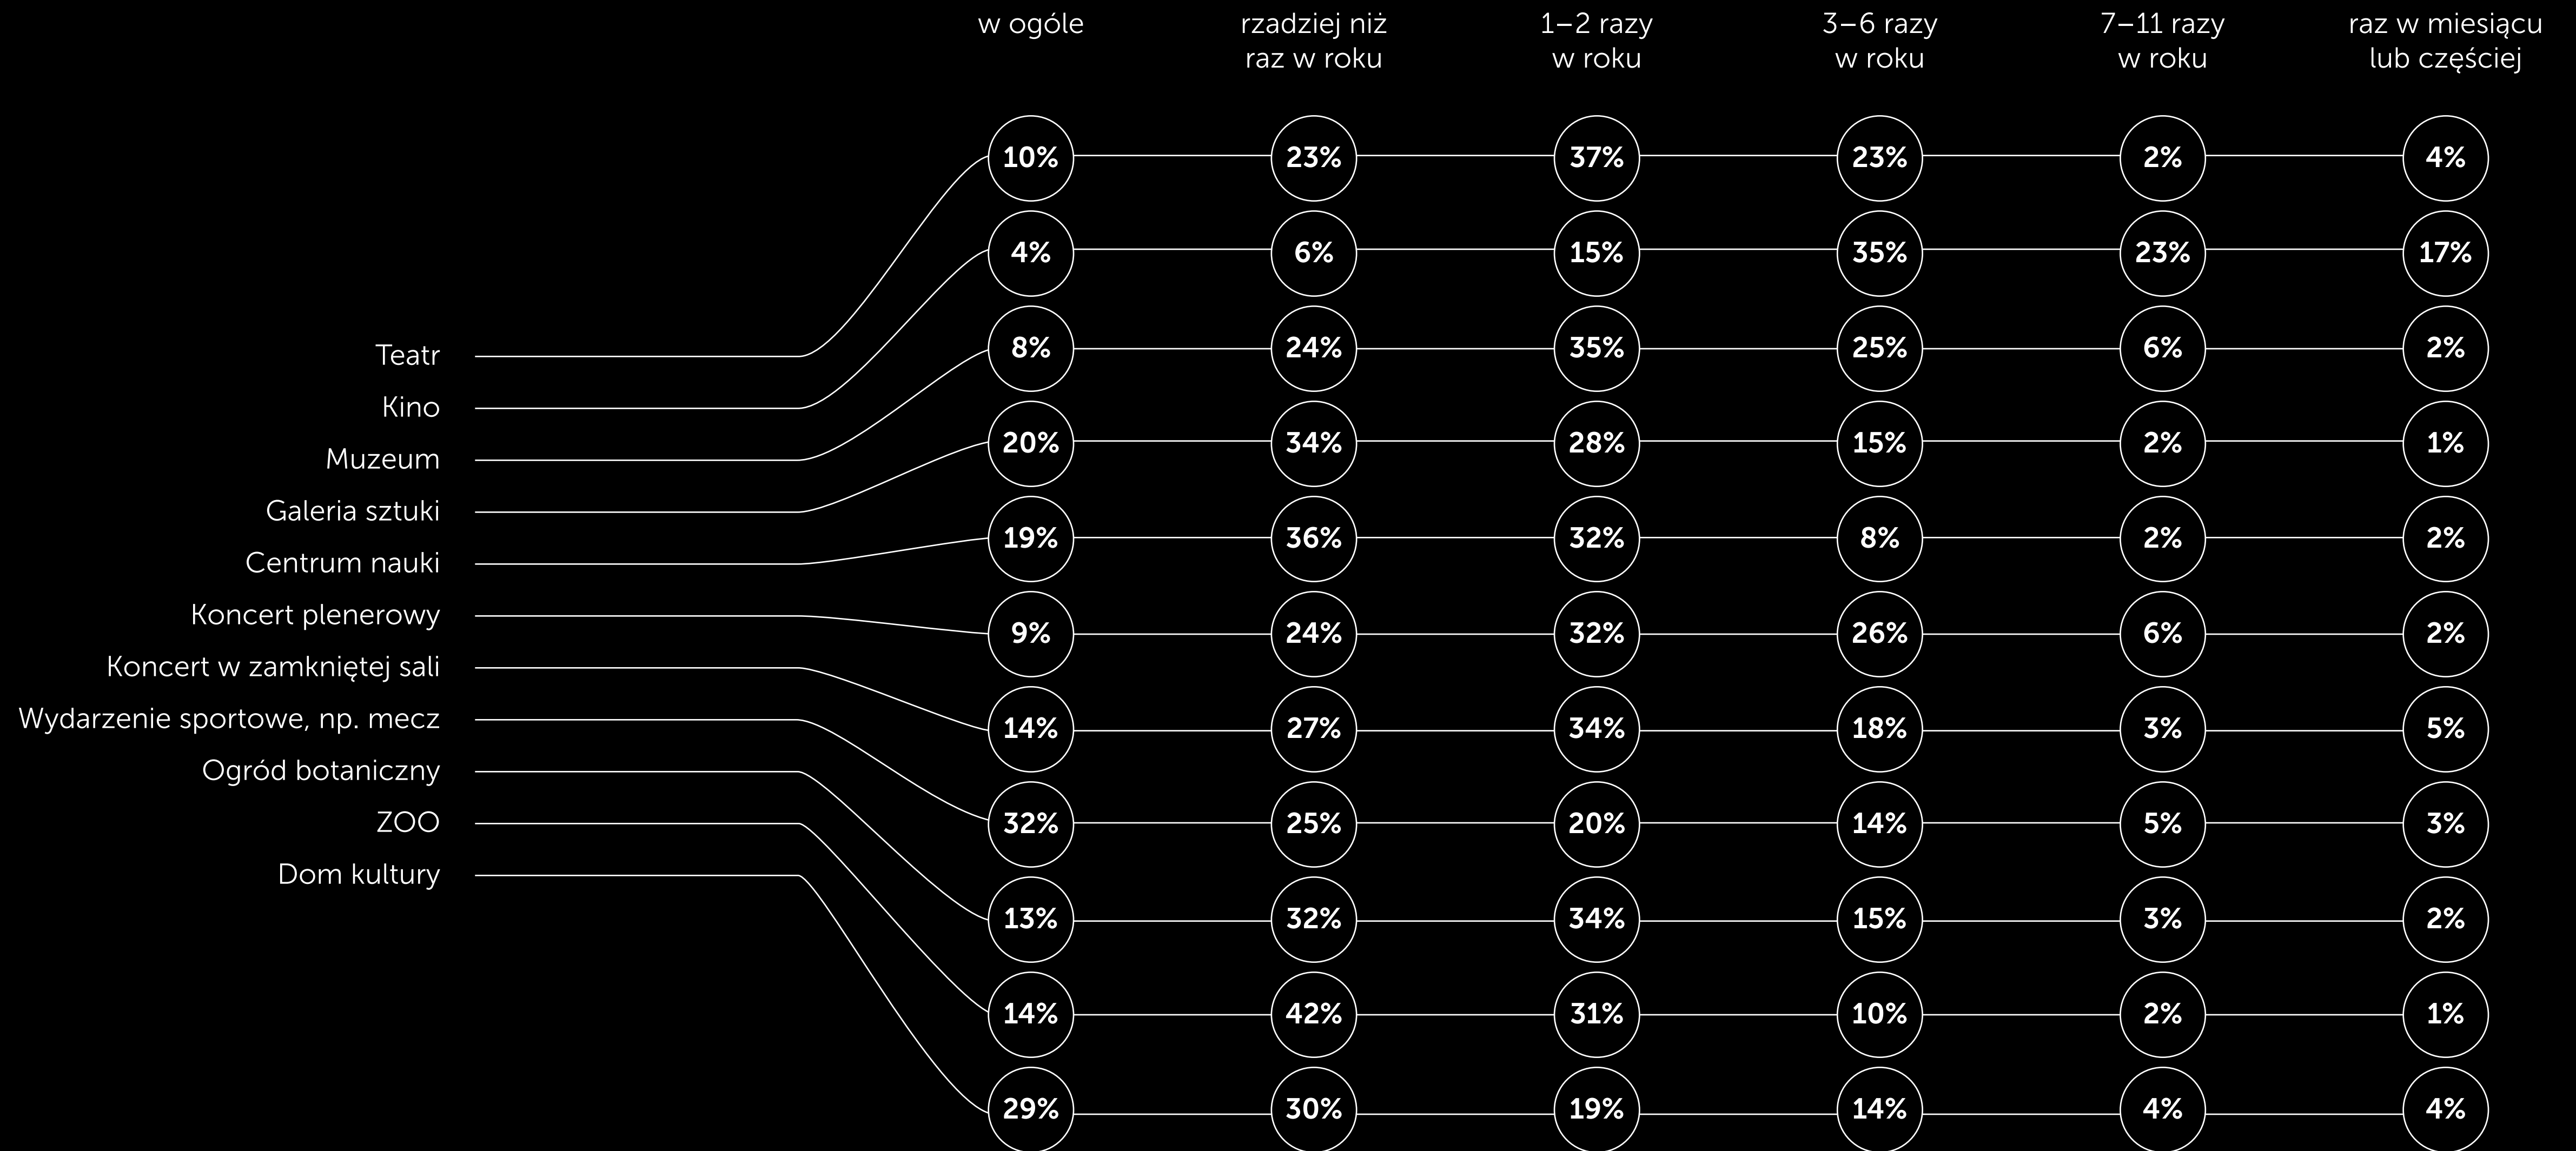 w ogóle
rzadziej niż
raz w roku
1–2 razy
w roku
3–6 razy
w roku
7–11 razy
w roku
raz w miesiącu
lub częściej
Teatr
10% 23% 37% 23% 2% 4%
Kino
4% 6% 15% 35% 23% 17%
Muzeum
8% 24% 35% 25% 6% 2%
Galeria sztuki
20% 34% 28% 15% 2% 1%
Centrum nauki
19% 36% 32% 8% 2% 2%
Koncert plenerowy
9% 24% 32% 26% 6% 2%
Koncert w zamkniętej sali
14% 27% 34% 18% 3% 5%
Wydarzenie sportowe, np. mecz
32% 25% 20% 14% 5% 3%
Ogród botaniczny
13% 32% 34% 15% 3% 2%
ZOO
14% 42% 31% 10% 2% 1%
Dom kultury
29% 30% 19% 14% 4% 4%